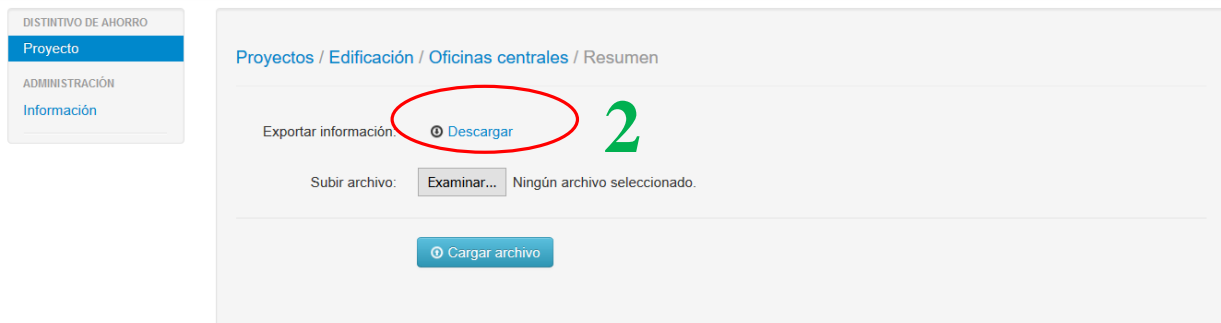 DISTINTIVO DE AHORRO
Proyecto
ADMINISTRACIÓN
Información
Proyectos / Edificación / Oficinas centrales / Resumen
Exportar información: Descargar
2
Subir archivo: Examinar... Ningún archivo seleccionado.
Cargar archivo